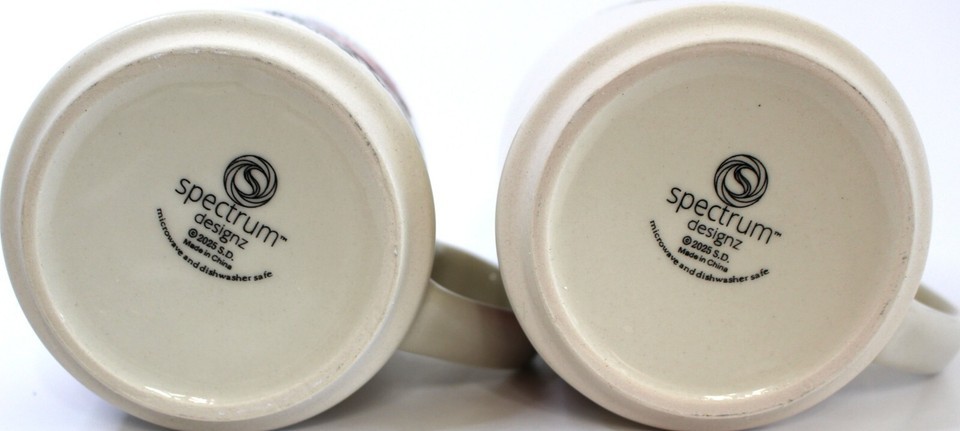 S
spectrum™
designz
© 2025 S.D.
Made in China
microwave and dishwasher safe
S
spectrum™
designz
© 2025 S.D.
Made in China
microwave and dishwasher safe